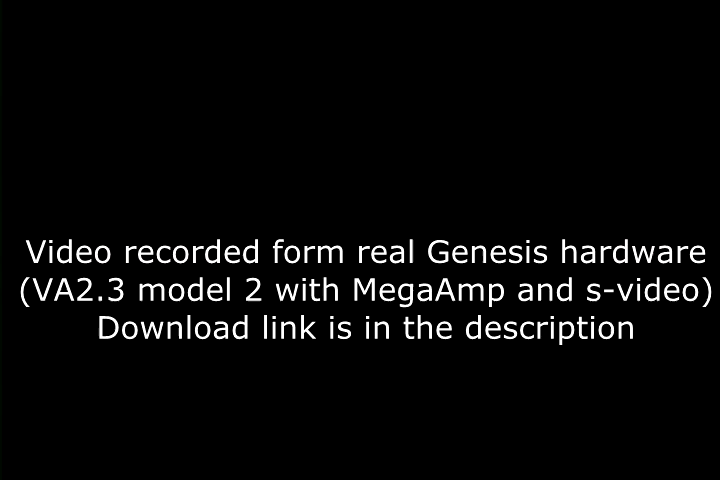 Video recorded form real Genesis hardware
(VA2.3 model 2 with MegaAmp and s-video)
Download link is in the description